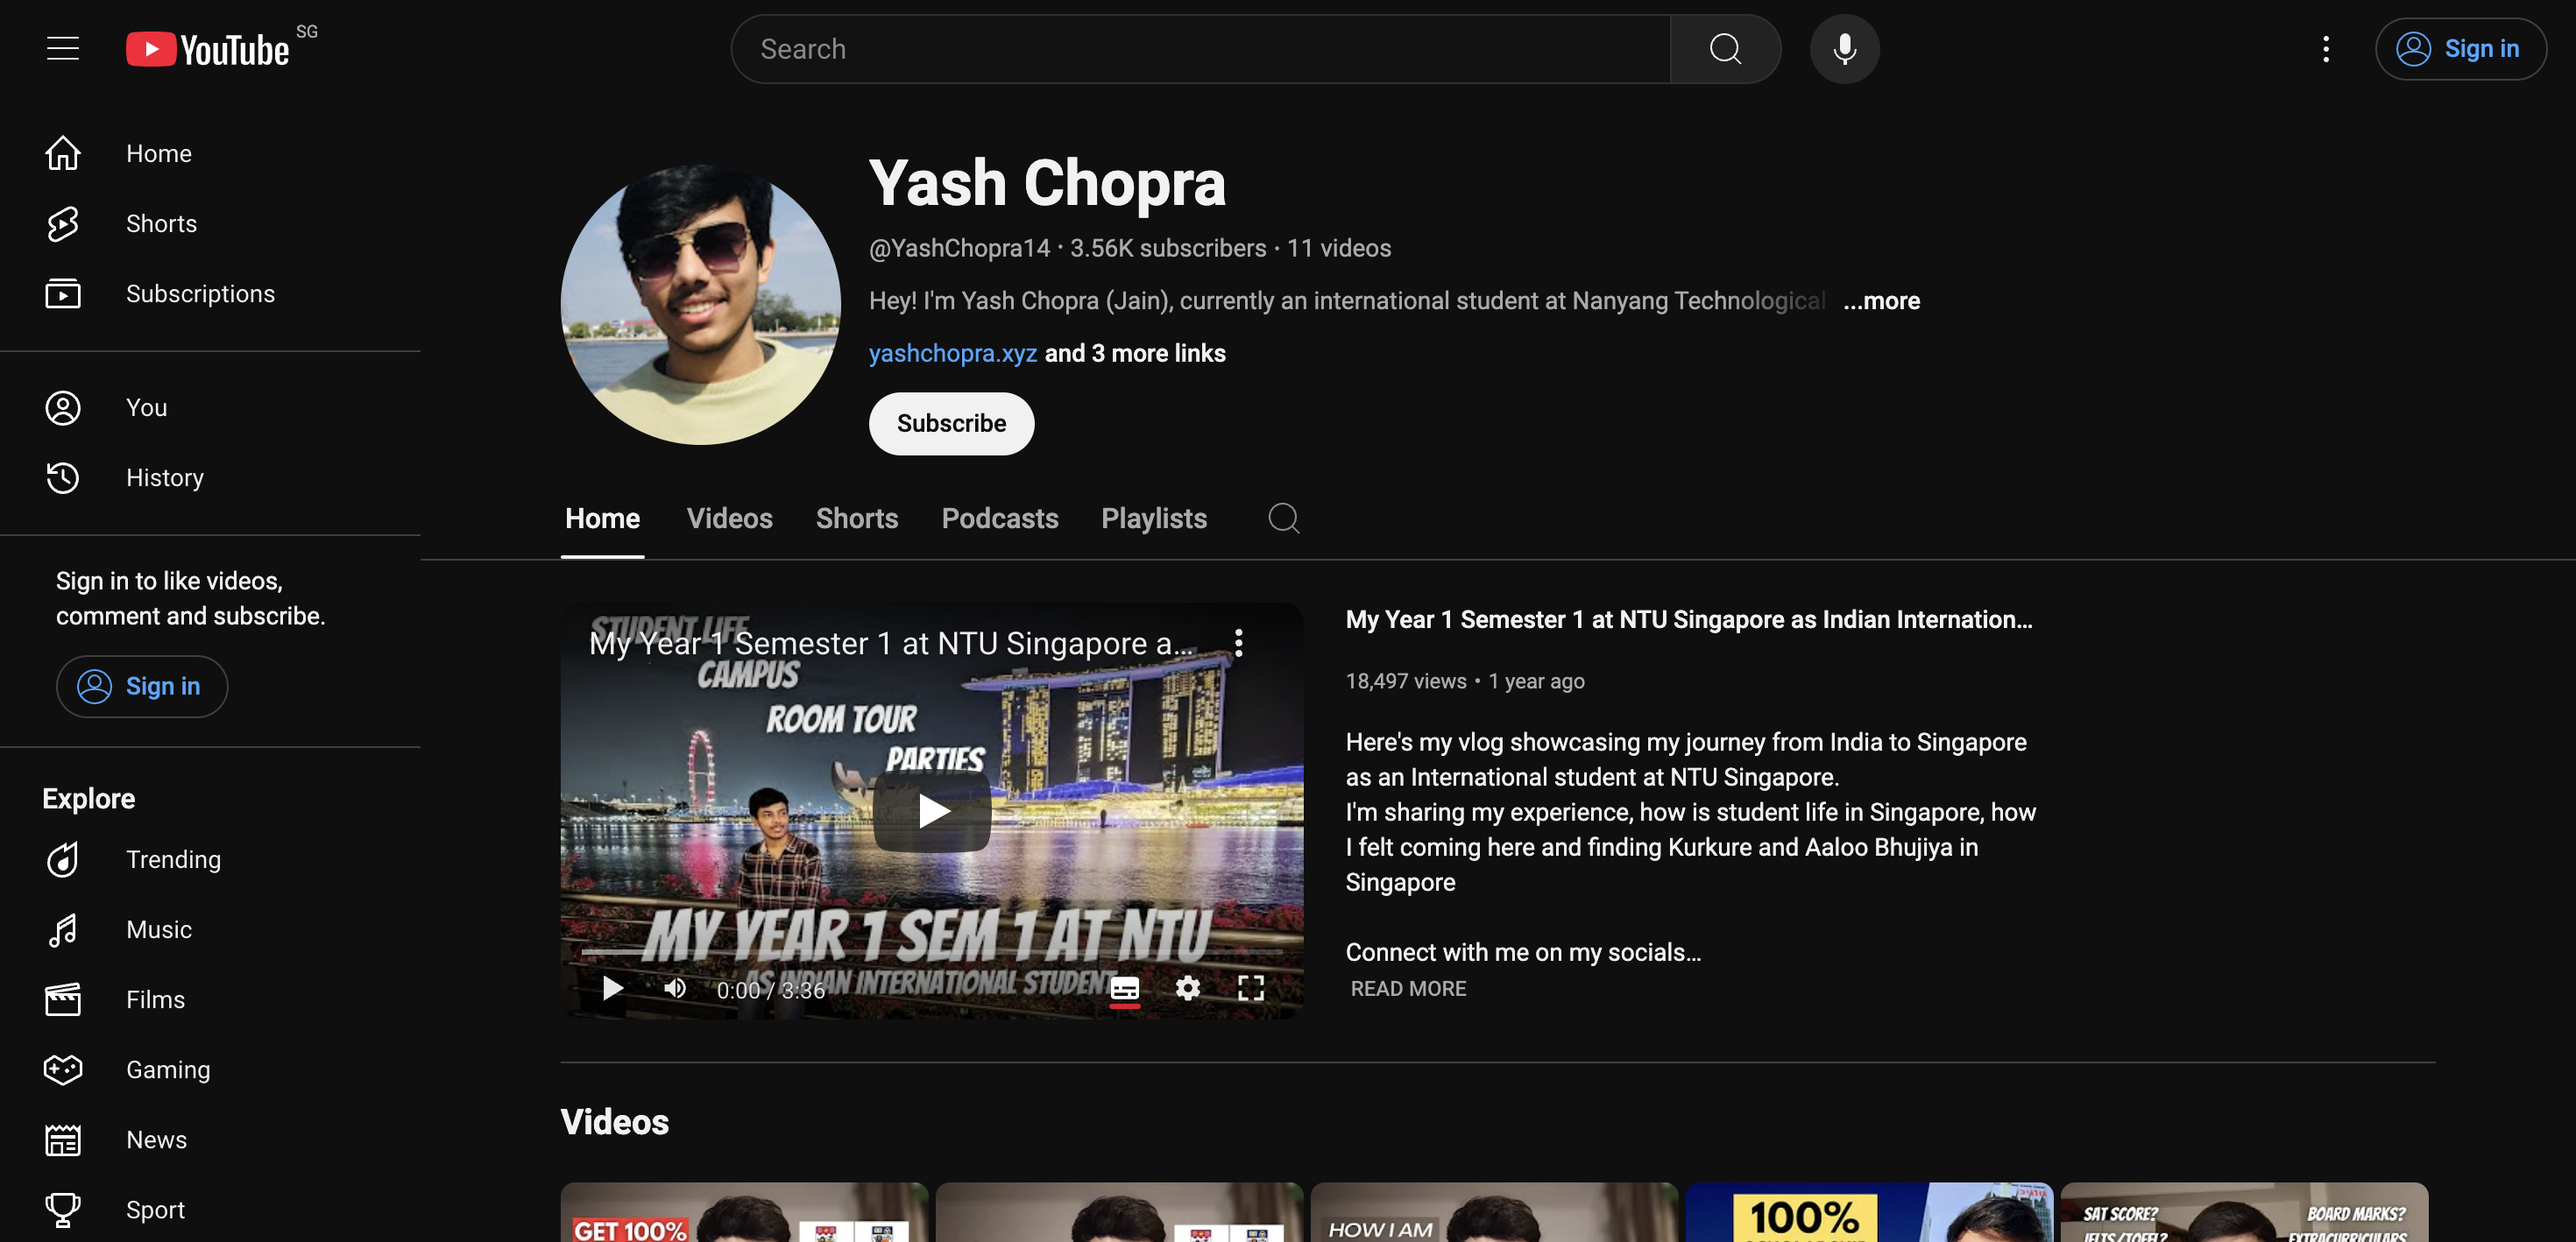 YouTube SG
Search
Sign in
Home
Shorts
Subscriptions
You
History
Sign in to like videos,
comment and subscribe.
Sign in
Explore
Trending
Music
Films
Gaming
News
Sport
Yash Chopra
@YashChopra14 · 3.56K subscribers · 11 videos
Hey! I'm Yash Chopra (Jain), currently an international student at Nanyang Technological ...more
yashchopra.xyz and 3 more links
Subscribe
Home Videos Shorts Podcasts Playlists
STUDENT LIFE
My Year 1 Semester 1 at NTU Singapore a...
CAMPUS
ROOM TOUR
PARTIES
MY YEAR 1 SEM 1 AT NTU
AS INDIAN INTERNATIONAL STUDENT
0:00 / 3:36
My Year 1 Semester 1 at NTU Singapore as Indian Internation...
18,497 views • 1 year ago
Here's my vlog showcasing my journey from India to Singapore
as an International student at NTU Singapore.
I'm sharing my experience, how is student life in Singapore, how
I felt coming here and finding Kurkure and Aaloo Bhujiya in
Singapore
Connect with me on my socials...
READ MORE
Videos
GET 100%
HOW I AM
100%
SAT SCORE?
BOARD MARKS?
IELTS/TOEFL?
EXTRACURRICULARS